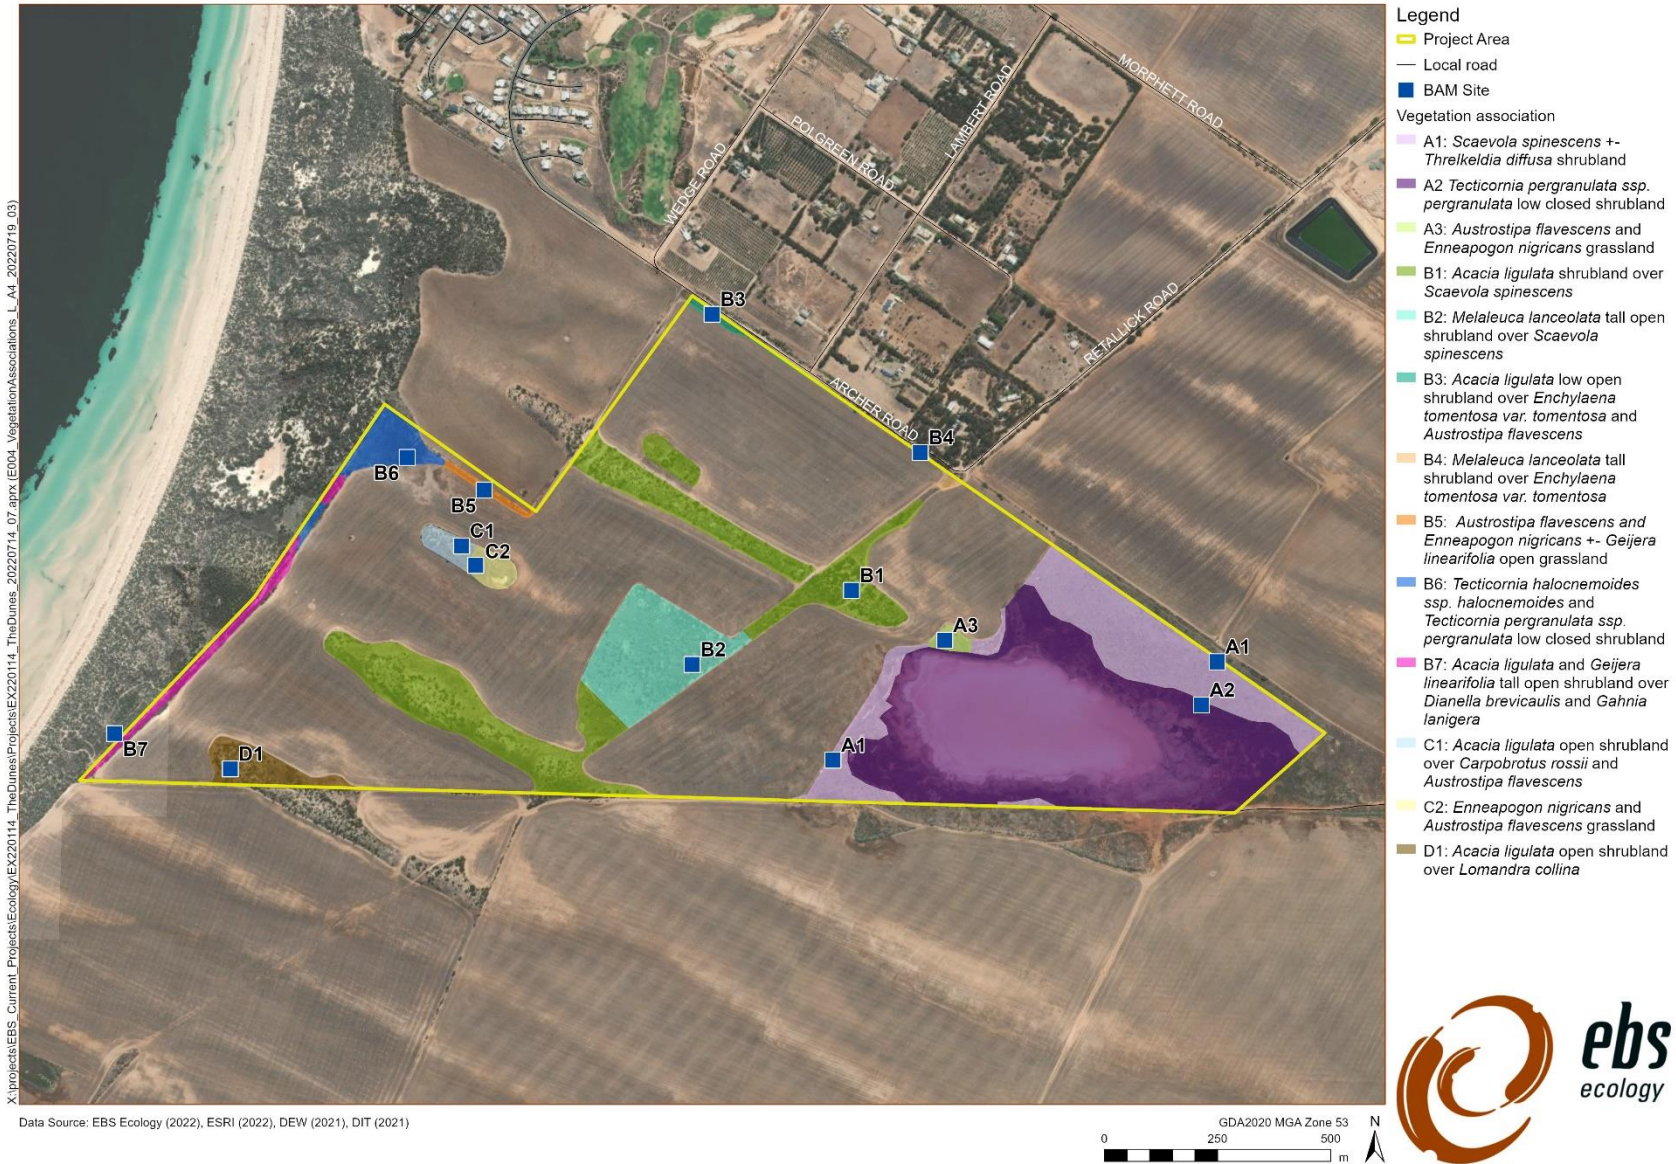 WEDGE ROAD
POLGREEN ROAD
LAMBERT ROAD
MORPHETT ROAD
RETALLICK ROAD
ARCHER ROAD
B3
B4
B6
B5
C1
C2
B1
A3
B2
A1
A2
A1
B7
D1
Legend
Project Area
Local road
BAM Site
Vegetation association
A1: Scaevola spinescens +-
Threlkeldia diffusa shrubland
A2 Tecticornia pergranulata ssp.
pergranulata low closed shrubland
A3: Austrostipa flavescens and
Enneapogon nigricans grassland
B1: Acacia ligulata shrubland over
Scaevola spinescens
B2: Melaleuca lanceolata tall open
shrubland over Scaevola
spinescens
B3: Acacia ligulata low open
shrubland over Enchylaena
tomentosa var. tomentosa and
Austrostipa flavescens
B4: Melaleuca lanceolata tall
shrubland over Enchylaena
tomentosa var. tomentosa
B5: Austrostipa flavescens and
Enneapogon nigricans +- Geijera
linearifolia open grassland
B6: Tecticornia halocnemoides
ssp. halocnemoides and
Tecticornia pergranulata ssp.
pergranulata low closed shrubland
B7: Acacia ligulata and Geijera
linearifolia tall open shrubland over
Dianella brevicaulis and Gahnia
lanigera
C1: Acacia ligulata open shrubland
over Carpobrotus rossii and
Austrostipa flavescens
C2: Enneapogon nigricans and
Austrostipa flavescens grassland
D1: Acacia ligulata open shrubland
over Lomandra collina
ebs
ecology
X:\projects\EBS_Current_Projects\Ecology\EX220114_TheDunes\Projects\EX220114_TheDunes_20220714_07.aprx (E004_VegetationAssociations_L_A4_20220719_03)
Data Source: EBS Ecology (2022), ESRI (2022), DEW (2021), DIT (2021)
GDA2020 MGA Zone 53
N
0 250 500
m